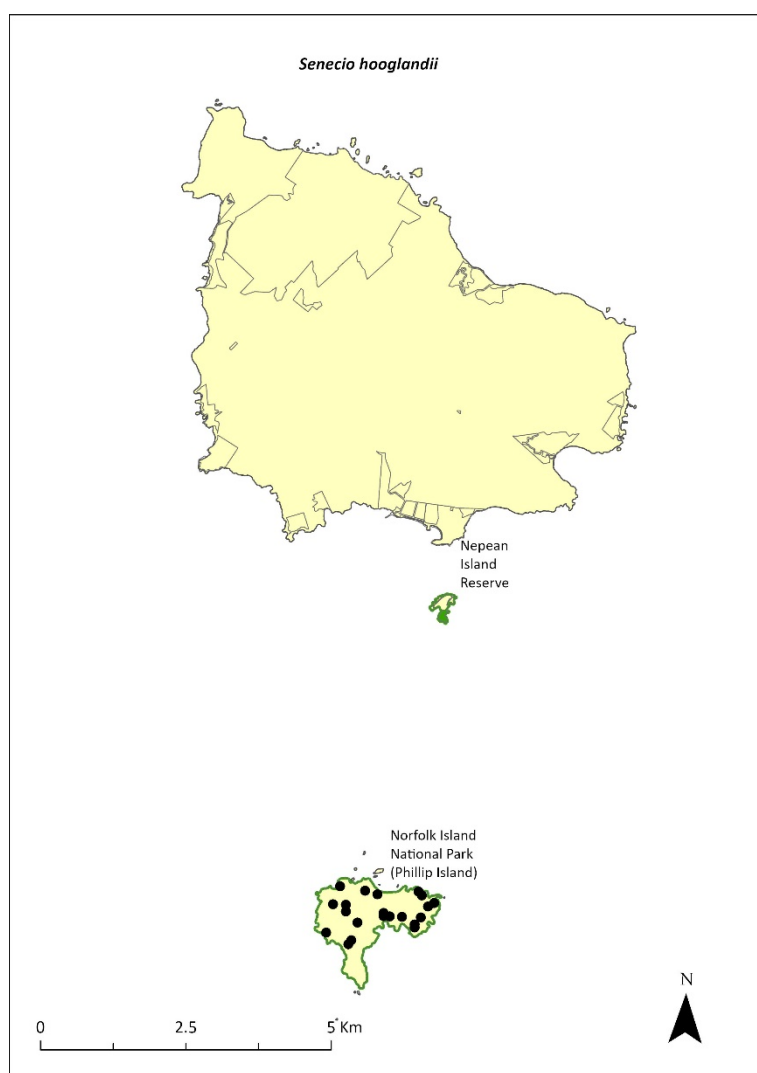 Senecio hooglandii
Nepean
Island
Reserve
Norfolk Island
National Park
(Phillip Island)
N
0 2.5 5 Km